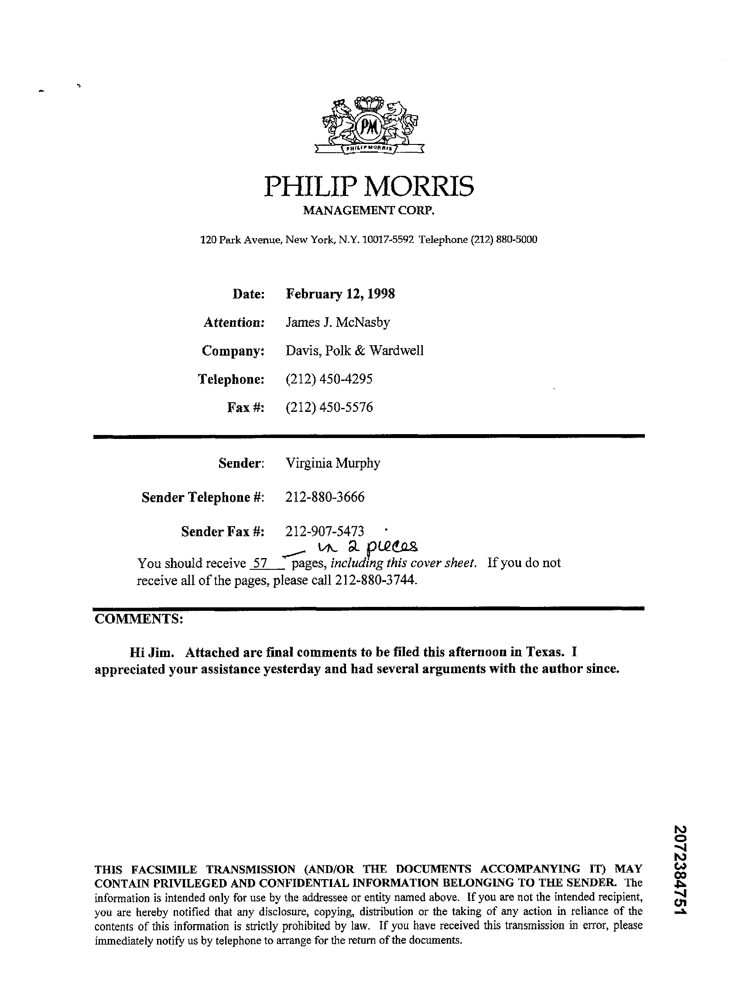 PM
PHILIP MORRIS
PHILIP MORRIS
MANAGEMENT CORP.
120 Park Avenue, New York, N.Y. 10017-5592 Telephone (212) 880-5000
Date: February 12, 1998
Attention: James J. McNasby
Company: Davis, Polk & Wardwell
Telephone: (212) 450-4295
Fax #: (212) 450-5576
Sender: Virginia Murphy
Sender Telephone #: 212-880-3666
Sender Fax #: 212-907-5473
in 2 pieces
You should receive 57 pages, including this cover sheet. If you do not
receive all of the pages, please call 212-880-3744.
COMMENTS:
Hi Jim. Attached are final comments to be filed this afternoon in Texas. I
appreciated your assistance yesterday and had several arguments with the author since.
THIS FACSIMILE TRANSMISSION (AND/OR THE DOCUMENTS ACCOMPANYING IT) MAY
CONTAIN PRIVILEGED AND CONFIDENTIAL INFORMATION BELONGING TO THE SENDER. The
information is intended only for use by the addressee or entity named above. If you are not the intended recipient,
you are hereby notified that any disclosure, copying, distribution or the taking of any action in reliance of the
contents of this information is strictly prohibited by law. If you have received this transmission in error, please
immediately notify us by telephone to arrange for the return of the documents.
2072384751